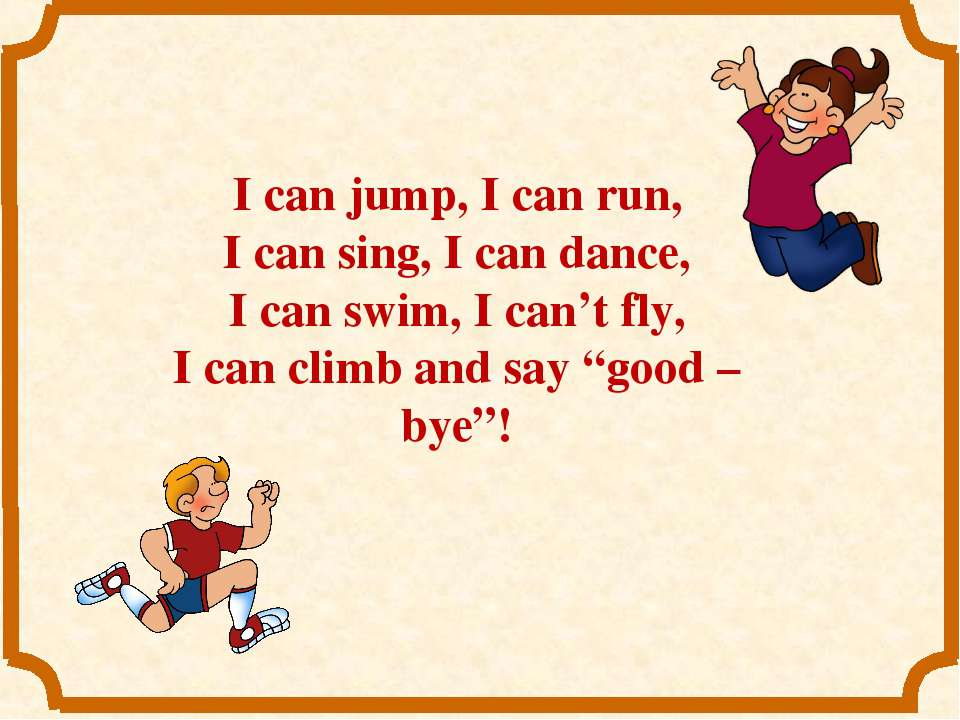 I can jump, I can run,
I can sing, I can dance,
I can swim, I can’t fly,
I can climb and say “good –
bye”!